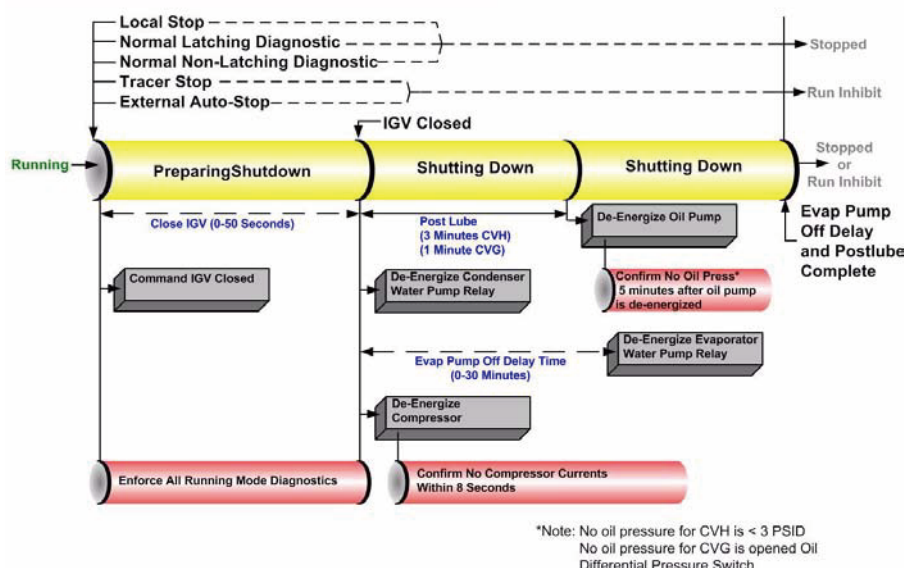 Local Stop
Normal Latching Diagnostic
Normal Non-Latching Diagnostic
Stopped
Tracer Stop
External Auto-Stop
Run Inhibit
IGV Closed
Running
PreparingShutdown
Shutting Down
Shutting Down
Stopped
or
Run Inhibit
Close IGV (0-50 Seconds)
Post Lube
(3 Minutes CVH)
(1 Minute CVG)
De-Energize Oil Pump
Evap Pump
Off Delay
and Postlube
Complete
Command IGV Closed
De-Energize Condenser
Water Pump Relay
Confirm No Oil Press*
5 minutes after oil pump
is de-energized
Evap Pump Off Delay Time
(0-30 Minutes)
De-Energize Evaporator
Water Pump Relay
De-Energize
Compressor
Enforce All Running Mode Diagnostics
Confirm No Compressor Currents
Within 8 Seconds
*Note: No oil pressure for CVH is < 3 PSID
No oil pressure for CVG is opened Oil
Differential Pressure Switch